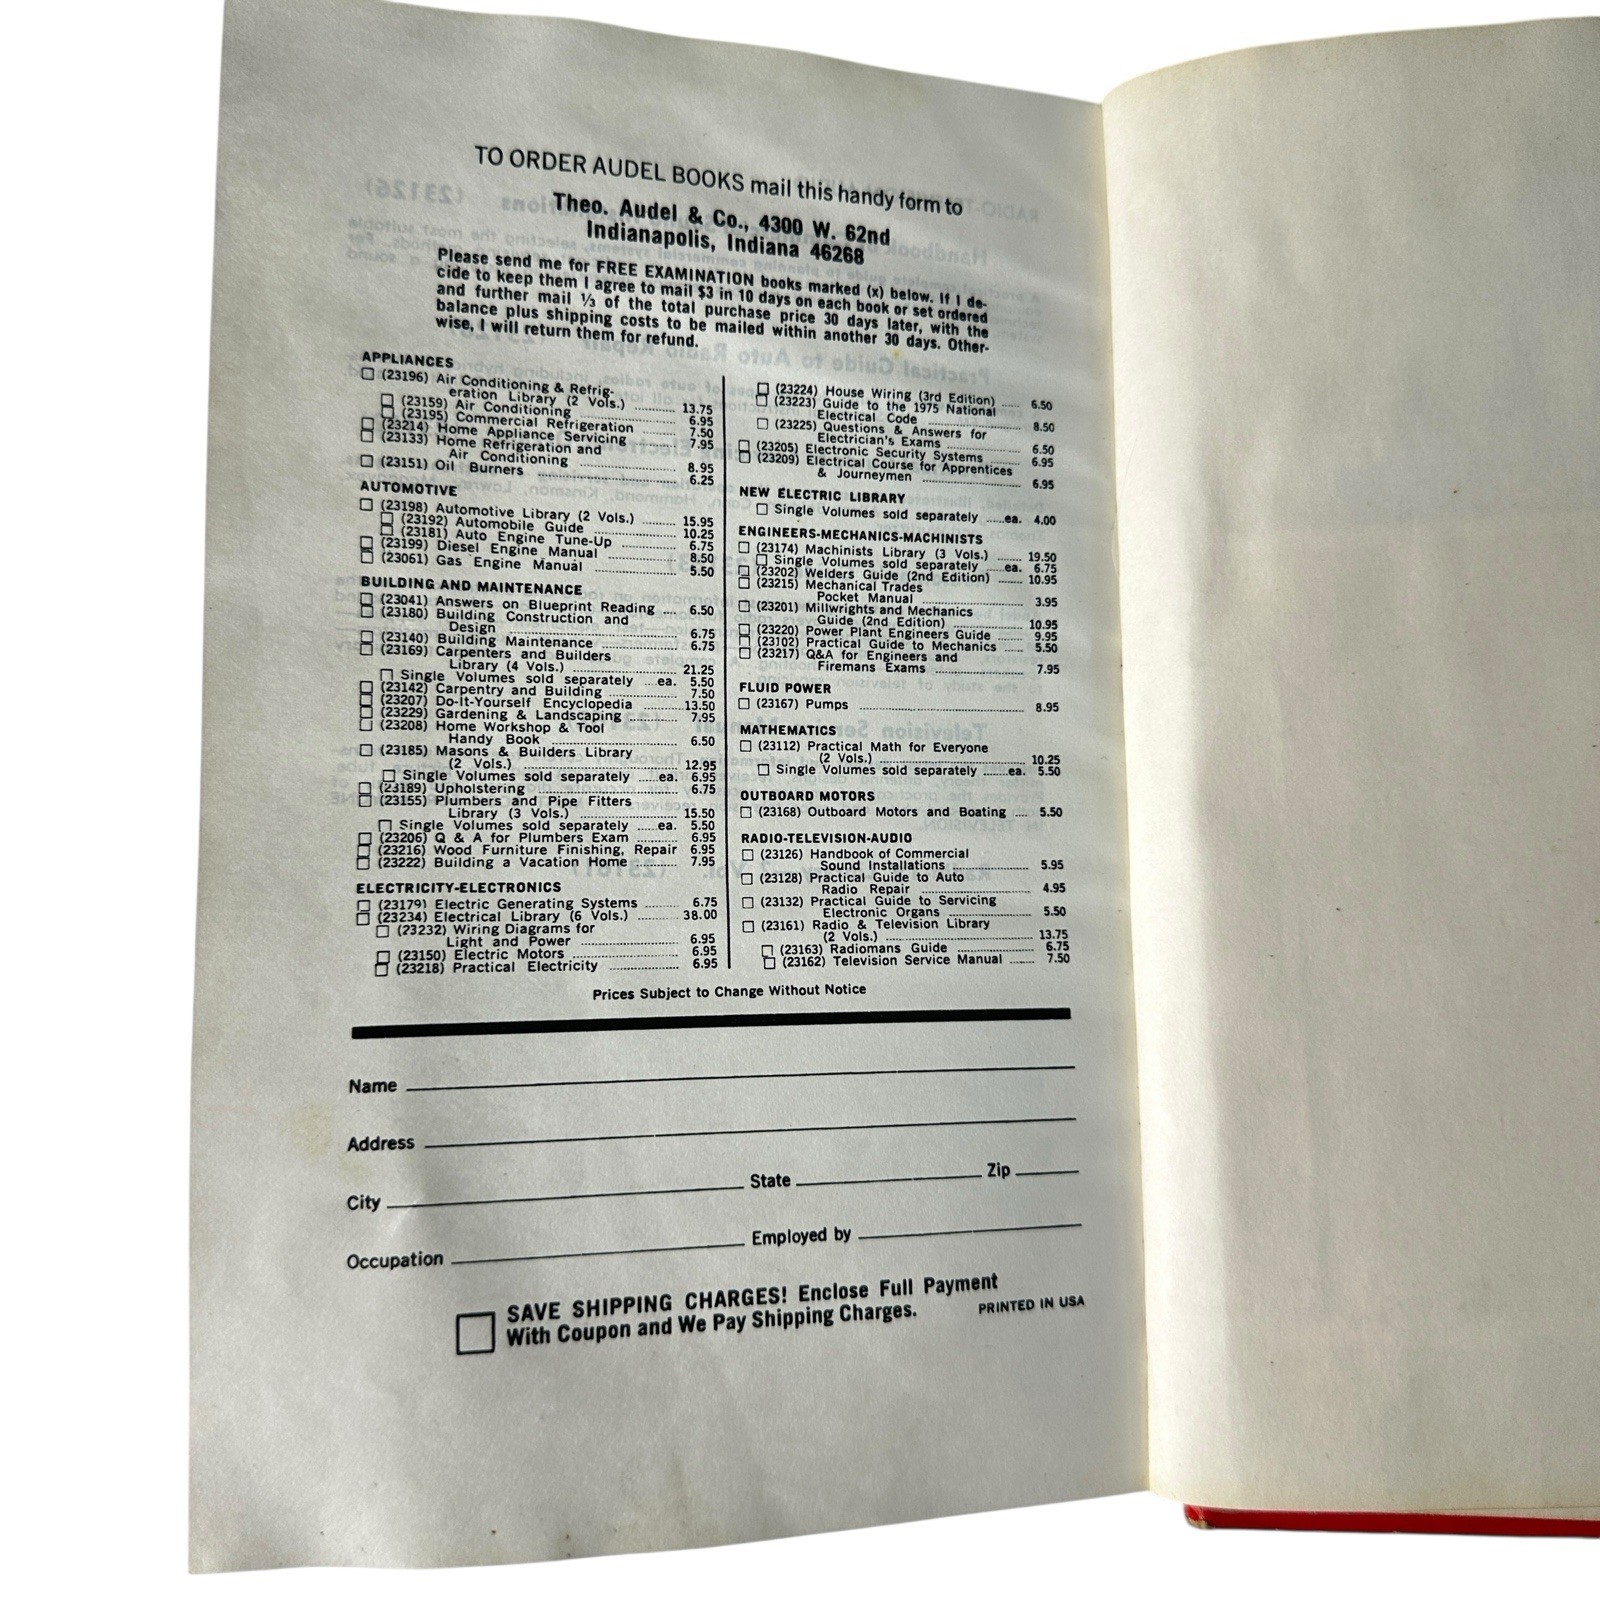 TO ORDER AUDEL BOOKS mail this handy form to
Theo. Audel & Co., 4300 W. 62nd
Indianapolis, Indiana 46268
Please send me for FREE EXAMINATION books marked (x) below. If I de-
cide to keep them I agree to mail $3 in 10 days on each book or set ordered
and further mail ⅓ of the total purchase price 30 days later, with the
balance plus shipping costs to be mailed within another 30 days. Other-
wise, I will return them for refund.
APPLIANCES
(23196) Air Conditioning & Refrig-
eration Library (2 Vols.) ........... 13.75
(23159) Air Conditioning ........... 6.95
(23195) Commercial Refrigeration ........... 7.50
(23214) Home Appliance Servicing ........... 7.95
(23133) Home Refrigeration and
Air Conditioning ........... 8.95
(23151) Oil Burners ........... 6.25
AUTOMOTIVE
(23198) Automotive Library (2 Vols.) .......... 15.95
(23192) Automobile Guide ........... 10.25
(23181) Auto Engine Tune-Up ........... 6.75
(23199) Diesel Engine Manual ........... 8.50
(23061) Gas Engine Manual ........... 5.50
BUILDING AND MAINTENANCE
(23041) Answers on Blueprint Reading .... 6.50
(23180) Building Construction and
Design ........... 6.75
(23140) Building Maintenance ........... 6.75
(23169) Carpenters and Builders
Library (4 Vols.) ........... 21.25
Single Volumes sold separately ....ea. 5.50
(23142) Carpentry and Building ........... 7.50
(23207) Do-It-Yourself Encyclopedia ...........13.50
(23229) Gardening & Landscaping ........... 7.95
(23208) Home Workshop & Tool
Handy Book ........... 6.50
(23185) Masons & Builders Library
(2 Vols.) ........... 12.95
Single Volumes sold separately .....ea. 6.95
(23189) Upholstering ........... 6.75
(23155) Plumbers and Pipe Fitters
Library (3 Vols.) ........... 15.50
Single Volumes sold separately .....ea. 5.50
(23206) Q & A for Plumbers Exam ........... 6.95
(23216) Wood Furniture Finishing, Repair 6.95
(23222) Building a Vacation Home ........... 7.95
ELECTRICITY-ELECTRONICS
(23179) Electric Generating Systems ........... 6.75
(23234) Electrical Library (6 Vols.) ........... 38.00
(23232) Wiring Diagrams for
Light and Power ........... 6.95
(23150) Electric Motors ........... 6.95
(23218) Practical Electricity ........... 6.95
(23224) House Wiring (3rd Edition) ..... 6.50
(23223) Guide to the 1975 National
Electrical Code ........... 8.50
(23225) Questions & Answers for
Electrician's Exams ........... 6.50
(23205) Electronic Security Systems ........... 6.95
(23209) Electrical Course for Apprentices
& Journeymen ........... 6.95
NEW ELECTRIC LIBRARY
Single Volumes sold separately ......ea. 4.00
ENGINEERS-MECHANICS-MACHINISTS
(23174) Machinists Library (3 Vols.) ...... 19.50
Single Volumes sold separately .....ea. 6.75
(23202) Welders Guide (2nd Edition) ....... 10.95
(23215) Mechanical Trades
Pocket Manual ........... 3.95
(23201) Millwrights and Mechanics
Guide (2nd Edition) ........... 10.95
(23220) Power Plant Engineers Guide ....... 9.95
(23102) Practical Guide to Mechanics ..... 5.50
(23217) Q&A for Engineers and
Firemans Exams ........... 7.95
FLUID POWER
(23167) Pumps ........... 8.95
MATHEMATICS
(23112) Practical Math for Everyone
(2 Vols.) ........... 10.25
Single Volumes sold separately ........ea. 5.50
OUTBOARD MOTORS
(23168) Outboard Motors and Boating .... 5.50
RADIO-TELEVISION-AUDIO
(23126) Handbook of Commercial
Sound Installations ........... 5.95
(23128) Practical Guide to Auto
Radio Repair ........... 4.95
(23132) Practical Guide to Servicing
Electronic Organs ........... 5.50
(23161) Radio & Television Library
(2 Vols.) ........... 13.75
(23163) Radiomans Guide ........... 6.75
(23162) Television Service Manual ....... 7.50
Prices Subject to Change Without Notice
Name
Address
City State Zip
Occupation Employed by
SAVE SHIPPING CHARGES! Enclose Full Payment
With Coupon and We Pay Shipping Charges.
PRINTED IN USA